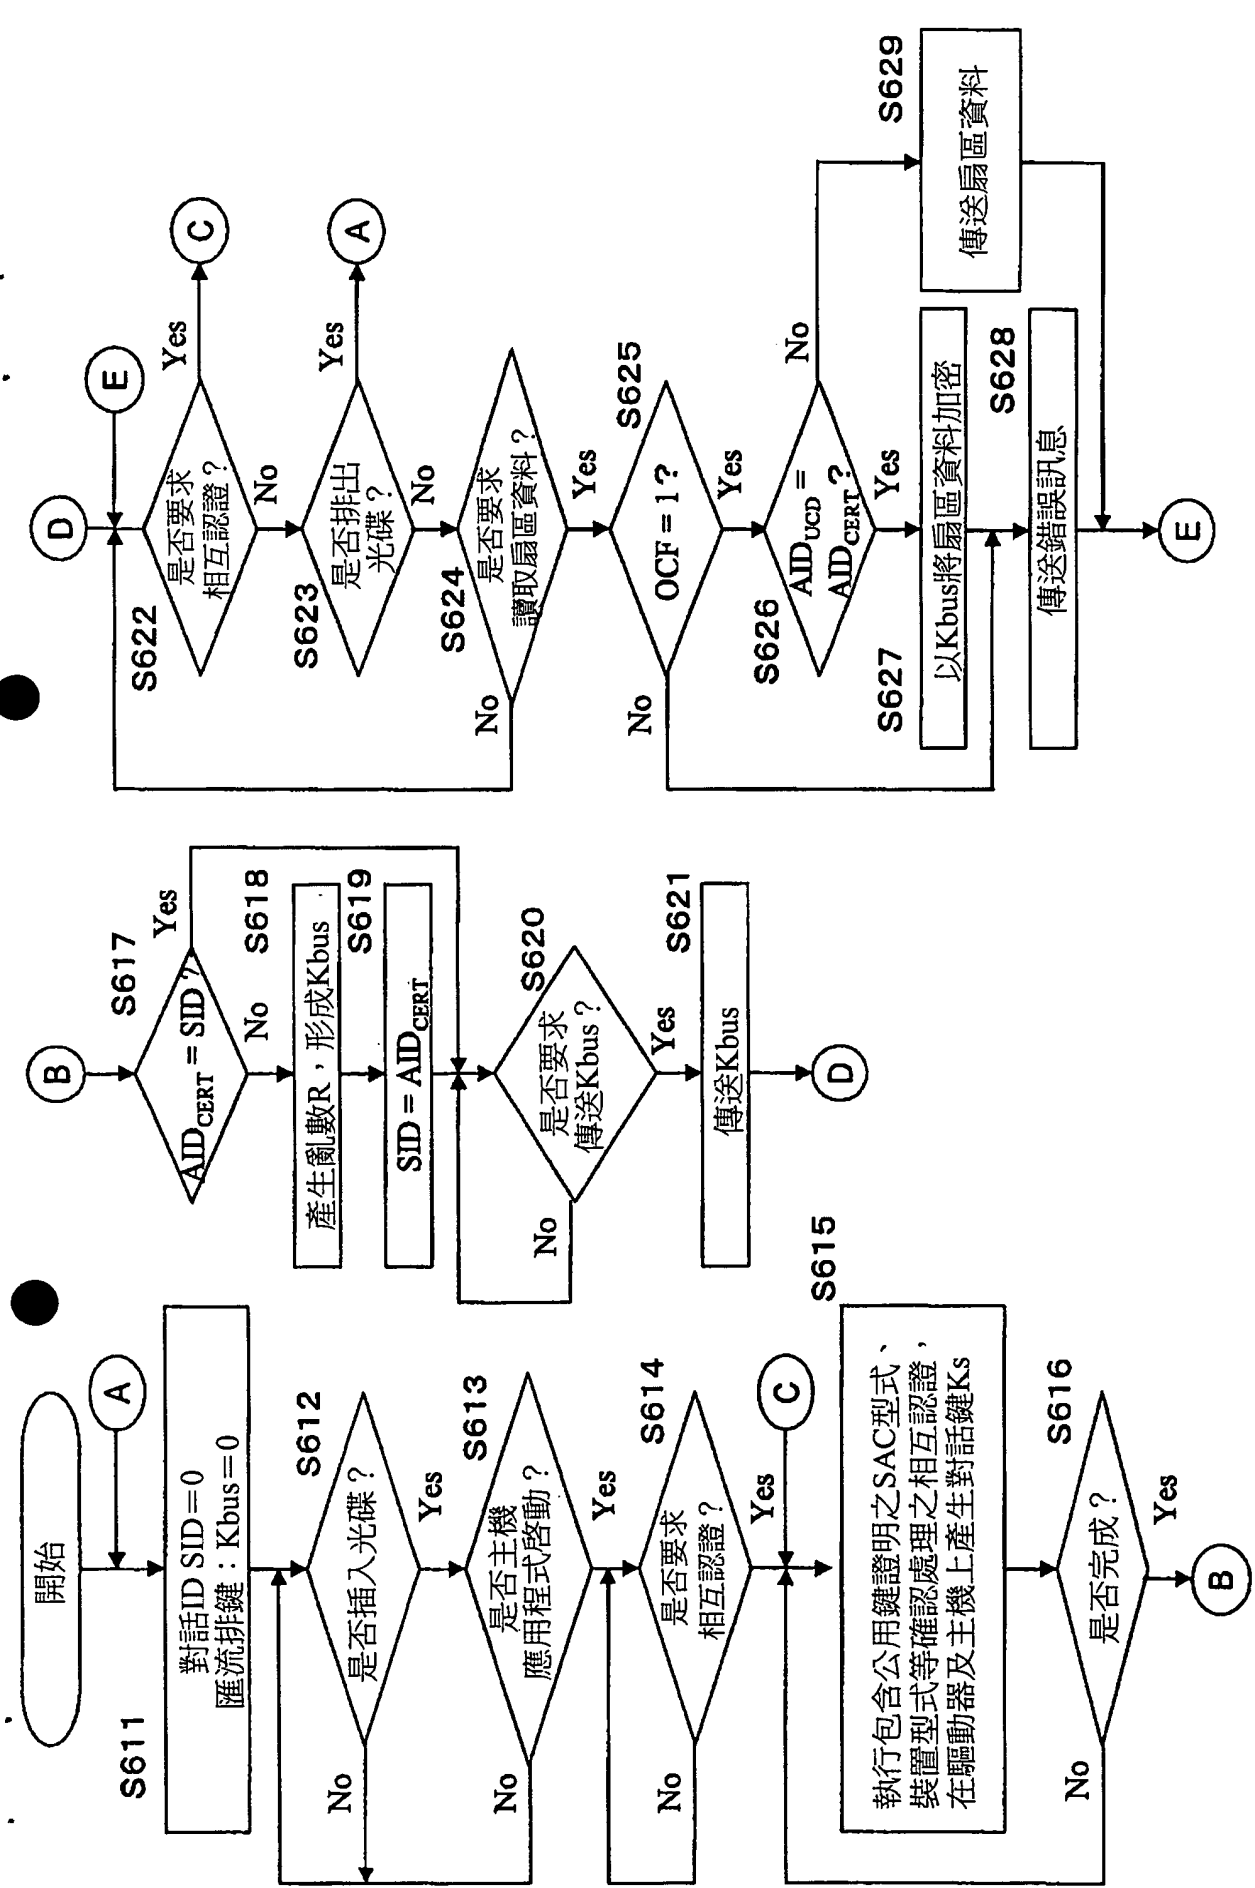 開始
A
S611
對話ID SID=0
匯流排鍵：Kbus=0
S612
是否插入光碟？
No
Yes
S613
是否主機
應用程式啓動？
No
Yes
S614
是否要求
相互認證？
No
Yes
C
S615
執行包含公用鍵證明之SAC型式、
裝置型式等確認處理之相互認證，
在驅動器及主機上產生對話鍵Ks
S616
是否完成？
No
Yes
B
B
S617
AIDCERT = SID ?
Yes
No
S618
產生亂數R，形成Kbus
S619
SID = AIDCERT
S620
是否要求
傳送Kbus？
No
Yes
S621
傳送Kbus
D
D
E
S622
是否要求
相互認證？
Yes
C
No
S623
是否排出
光碟？
Yes
A
No
S624
是否要求
讀取扇區資料？
No
Yes
S625
OCF = 1 ?
No
Yes
S626
AIDUCD =
AIDCERT ?
No
Yes
S627
以Kbus將扇區資料加密
S628
傳送錯誤訊息
S629
傳送扇區資料
E